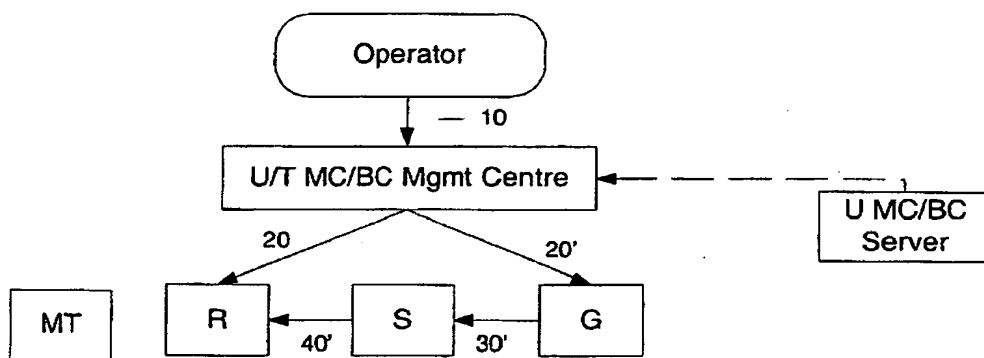 Operator
10
U/T MC/BC Mgmt Centre
U MC/BC
Server
20
20'
MT
R
S
G
40'
30'